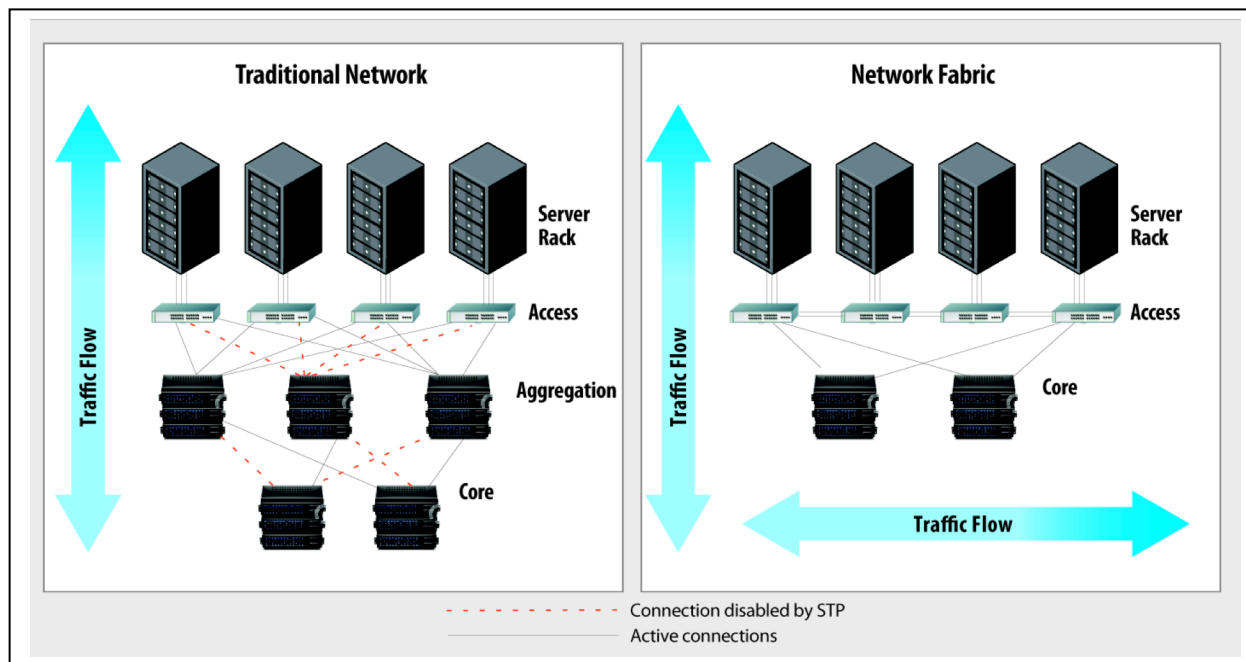 Traditional Network
Server
Rack
Access
Aggregation
Core
Traffic Flow
Network Fabric
Server
Rack
Access
Core
Traffic Flow
Traffic Flow
Connection disabled by STP
Active connections